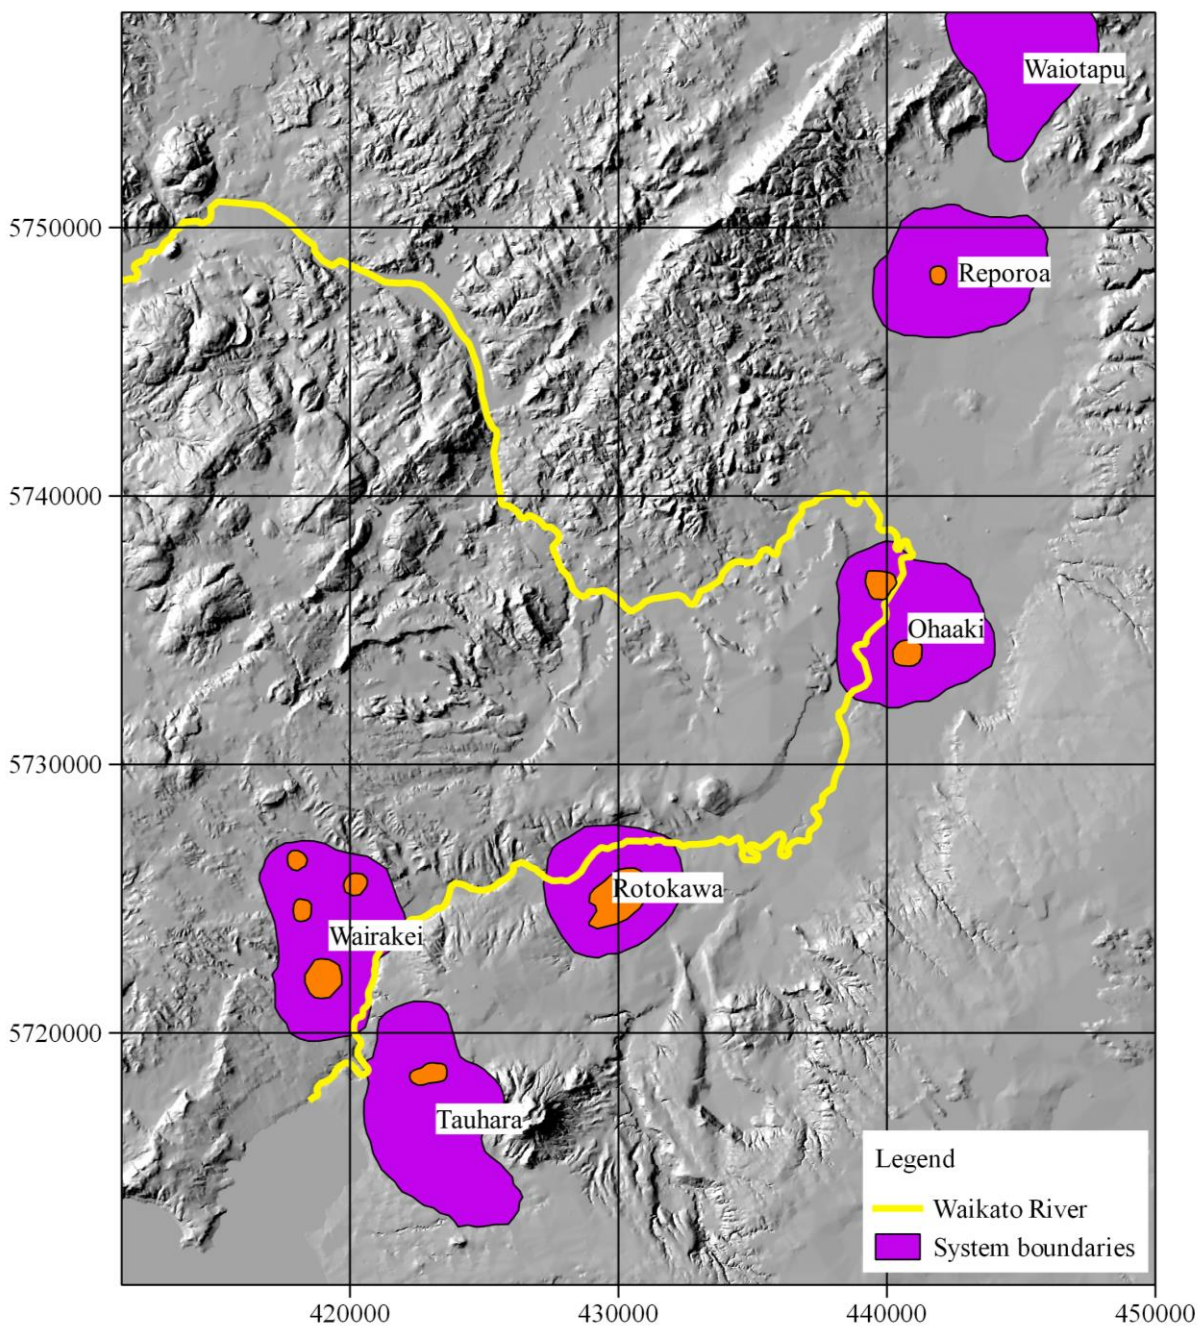 Waiotapu
5750000
Reporoa
5740000
Ohaaki
5730000
Rotokawa
Wairakei
5720000
Tauhara
Legend
Waikato River
System boundaries
420000
430000
440000
450000